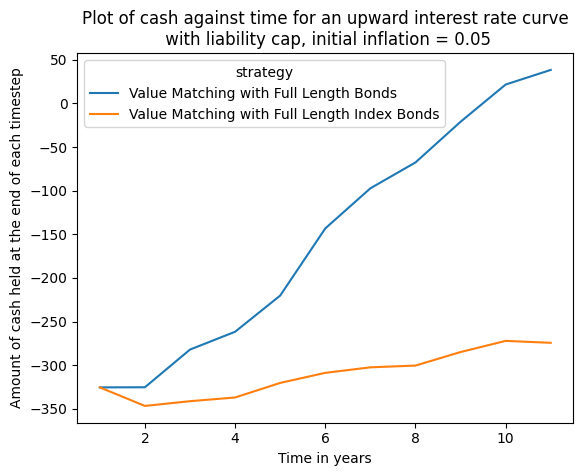 Plot of cash against time for an upward interest rate curve
with liability cap, initial inflation = 0.05
strategy
Value Matching with Full Length Bonds
Value Matching with Full Length Index Bonds
Amount of cash held at the end of each timestep
50
0
−50
−100
−150
−200
−250
−300
−350
2
4
6
8
10
Time in years